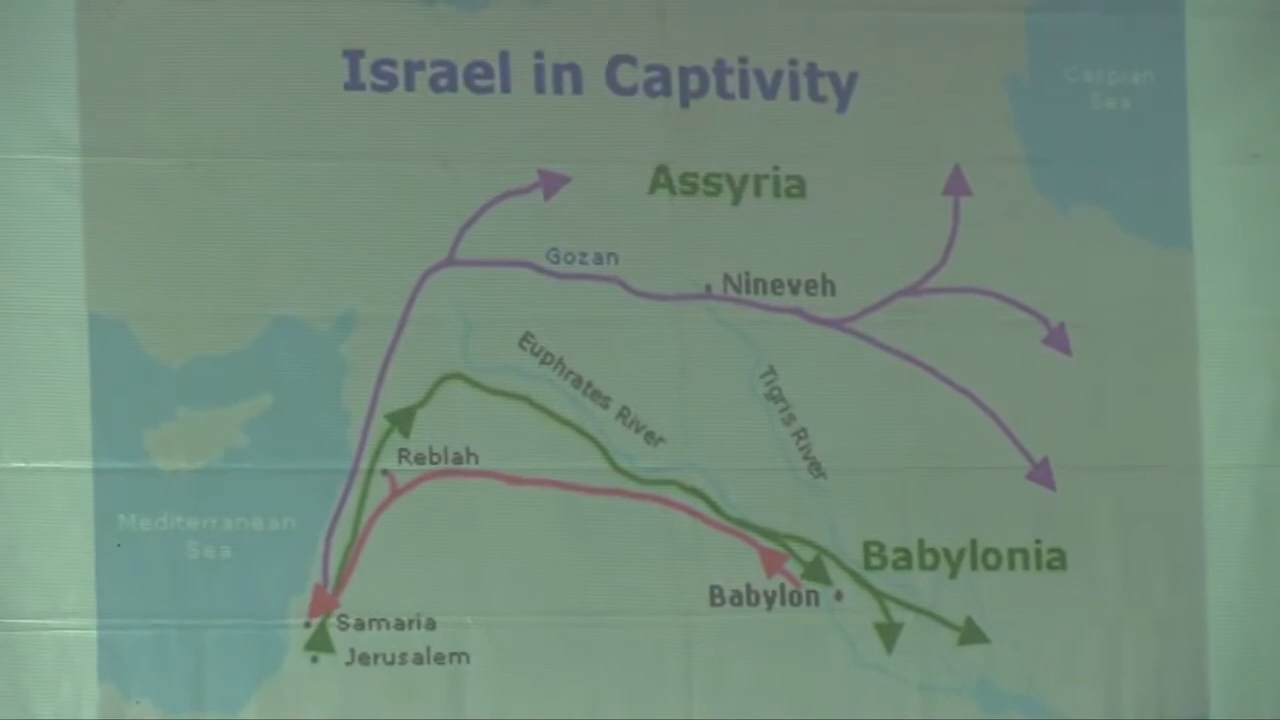 Israel in Captivity
Caspian
Sea
Assyria
Gozan
Nineveh
Euphrates River
Tigris River
Reblah
Mediterranean
Sea
Babylonia
Babylon
Samaria
Jerusalem